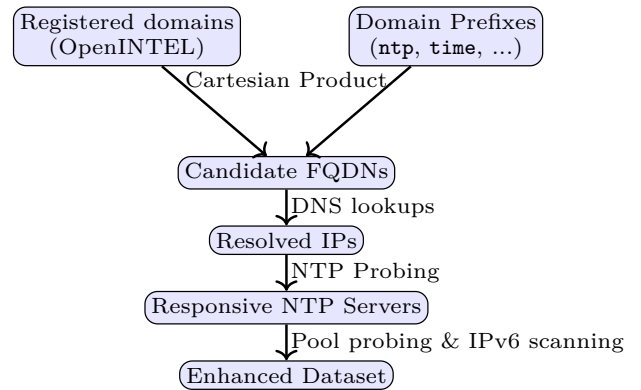 Registered domains
(OpenINTEL)
Domain Prefixes
(ntp, time, ...)
Cartesian Product
Candidate FQDNs
DNS lookups
Resolved IPs
NTP Probing
Responsive NTP Servers
Pool probing & IPv6 scanning
Enhanced Dataset